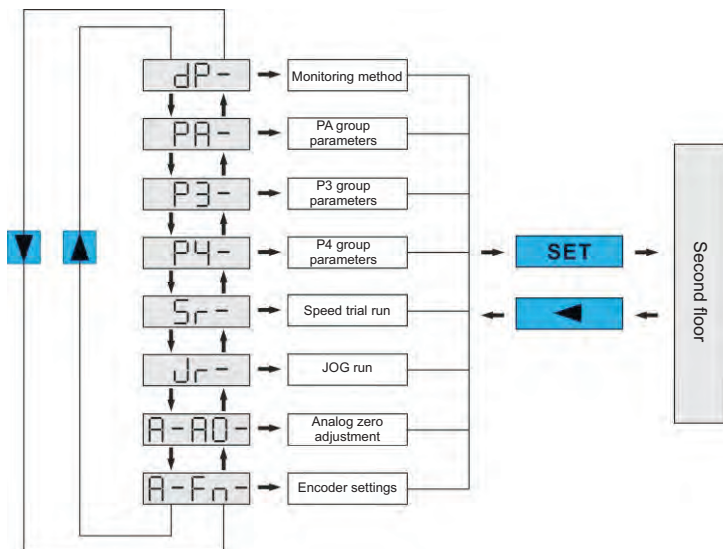 dP-
Monitoring method
PA-
PA group
parameters
P3-
P3 group
parameters
P4-
P4 group
parameters
SET
Sr-
Speed trial run
Jr-
JOG run
A-A0-
Analog zero
adjustment
A-Fn-
Encoder settings
Second floor